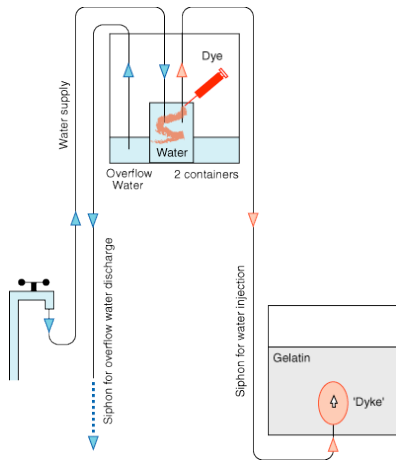 Water supply
Dye
Water
Overflow
Water
2 containers
Siphon for overflow water discharge
Siphon for water injection
Gelatin
'Dyke'